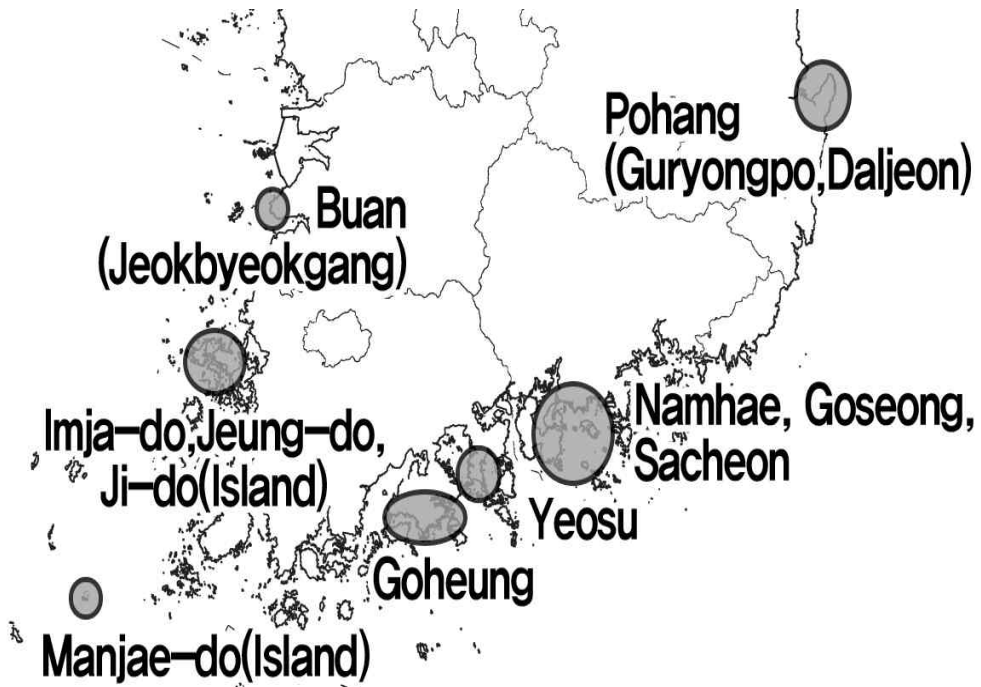 Pohang
(Guryongpo,Daljeon)
Buan
(Jeokbyeokgang)
Imja-do,Jeung-do,
Ji-do(Island)
Namhae, Goseong,
Sacheon
Yeosu
Goheung
Manjae-do(Island)